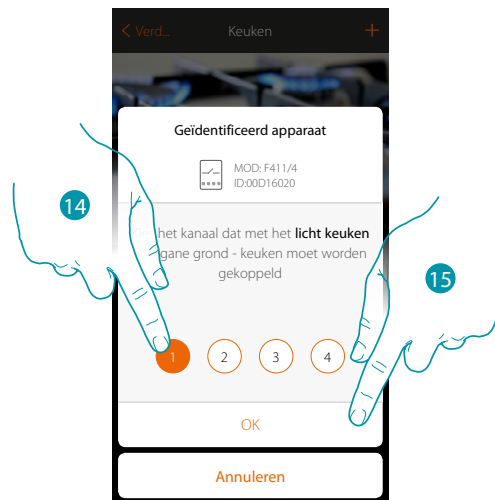 Verd...
Keuken
+
Geïdentificeerd apparaat
MOD: F411/4
ID:00D16020
het kanaal dat met het licht keuken
gane grond - keuken moet worden
gekoppeld
14
15
1
2
3
4
OK
Annuleren